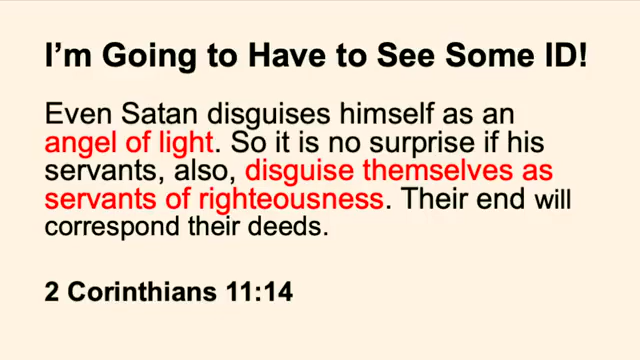 I’m Going to Have to See Some ID!
Even Satan disguises himself as an
angel of light. So it is no surprise if his
servants, also, disguise themselves as
servants of righteousness. Their end will
correspond their deeds.
2 Corinthians 11:14